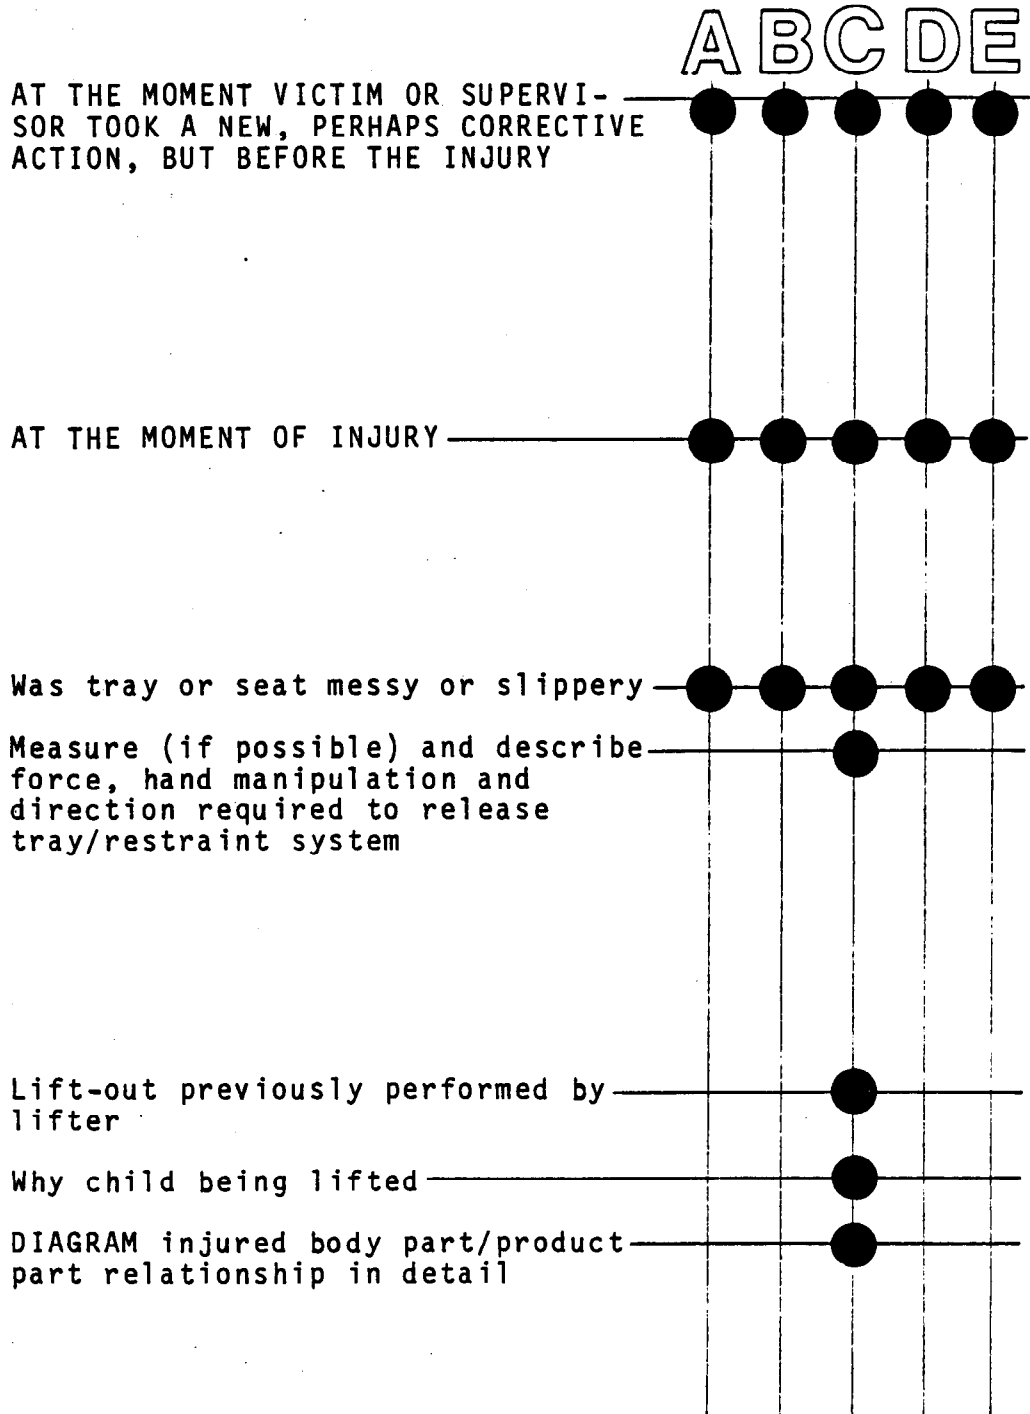 A B C D E
AT THE MOMENT VICTIM OR SUPERVI-
SOR TOOK A NEW, PERHAPS CORRECTIVE
ACTION, BUT BEFORE THE INJURY
AT THE MOMENT OF INJURY
Was tray or seat messy or slippery
Measure (if possible) and describe
force, hand manipulation and
direction required to release
tray/restraint system
Lift-out previously performed by
lifter
Why child being lifted
DIAGRAM injured body part/product
part relationship in detail